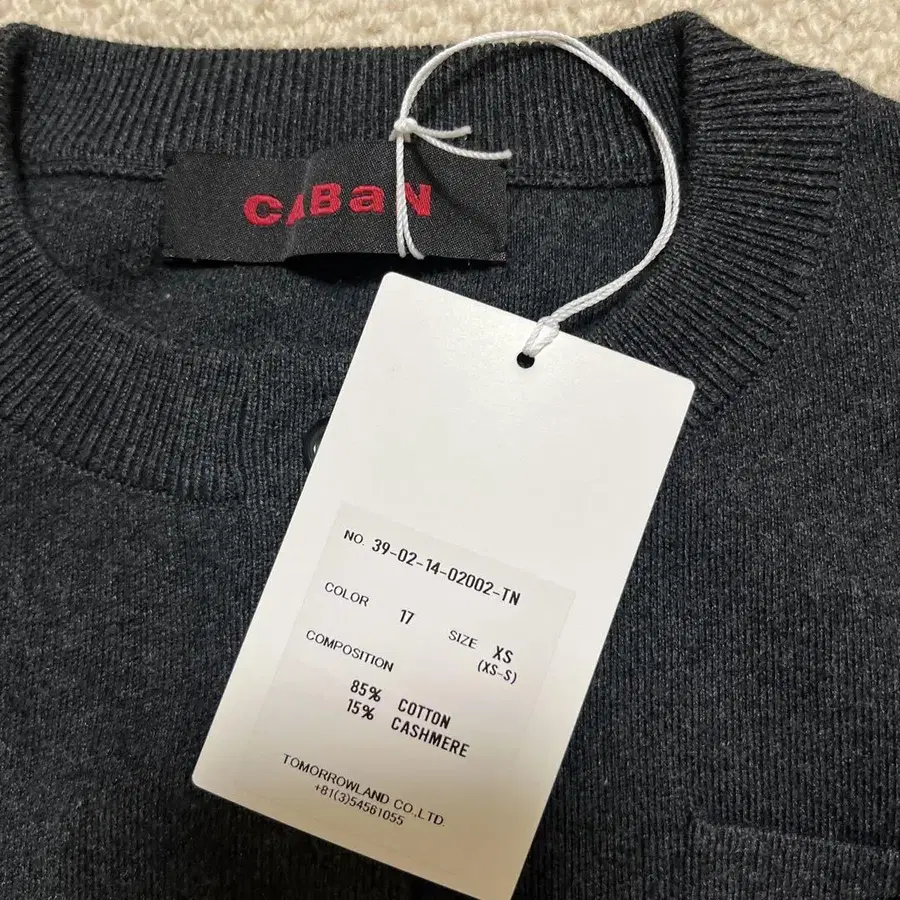 CABaN
NO. 39-02-14-02002-TN
COLOR 17
SIZE XS
(XS-S)
COMPOSITION
85% COTTON
15% CASHMERE
TOMORROWLAND CO.,LTD.
+81(3)54561055